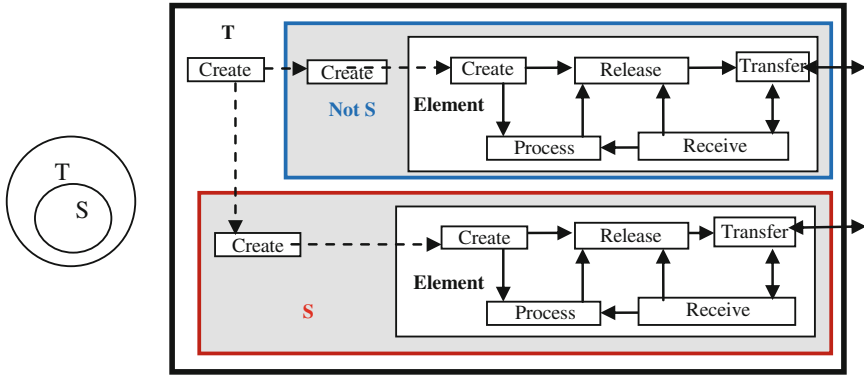 T
S
T
Create
Create
Not S
Element
Create
Release
Transfer
Process
Receive
Create
S
Element
Create
Release
Transfer
Process
Receive